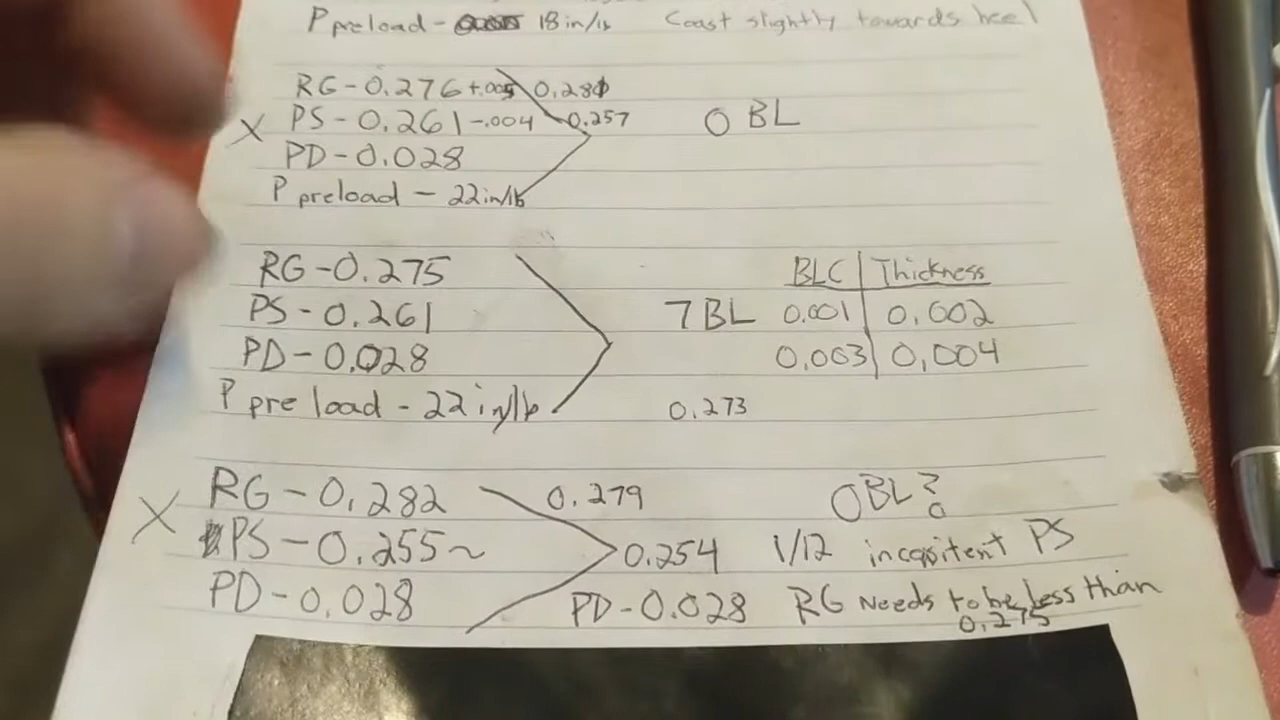 P preload - 18 in/lb Coast slightly towards heel
RG - 0.276 +.005 0.281
X PS - 0.261 -.004 0.257 0 BL
PD - 0.028
P preload - 22 in/lb
RG - 0.275 BLC Thickness
PS - 0.261 7 BL 0.001 0.002
PD - 0.028 0.003 0.004
P pre load - 22 in/lb 0.273
X RG - 0.282 0.279 0 BL?
PS - 0.255~ 0.254 1/12 incositent PS
PD - 0.028 PD - 0.028 RG Needs to be less than
0.275